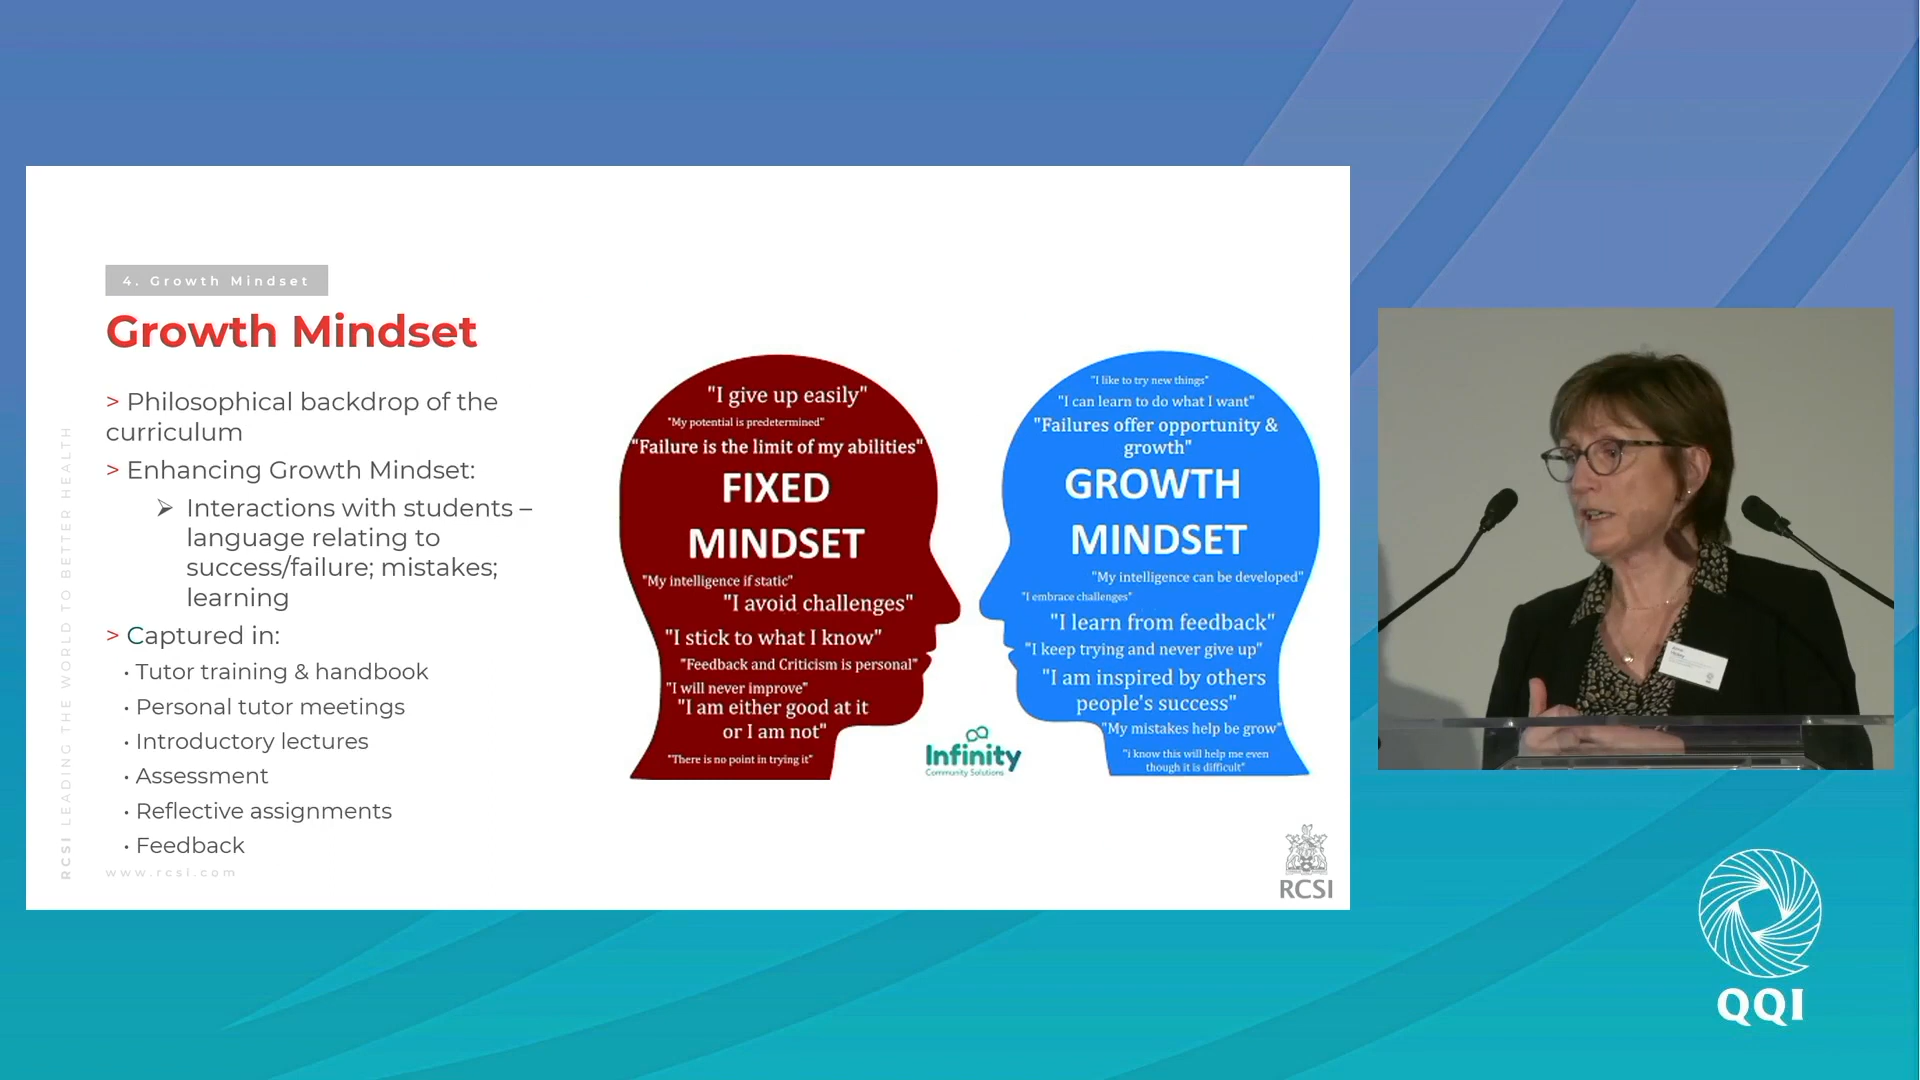 4. Growth Mindset
Growth Mindset
> Philosophical backdrop of the
curriculum
> Enhancing Growth Mindset:
➢ Interactions with students –
language relating to
success/failure; mistakes;
learning
> Captured in:
• Tutor training & handbook
• Personal tutor meetings
• Introductory lectures
• Assessment
• Reflective assignments
• Feedback
www.rcsi.com
RCSI LEADING THE WORLD TO BETTER HEALTH
"I give up easily"
"My potential is predetermined"
"Failure is the limit of my abilities"
FIXED
MINDSET
"My intelligence if static"
"I avoid challenges"
"I stick to what I know"
"Feedback and Criticism is personal"
"I will never improve"
"I am either good at it
or I am not"
"There is no point in trying it"
"I like to try new things"
"I can learn to do what I want"
"Failures offer opportunity &
growth"
GROWTH
MINDSET
"My intelligence can be developed"
"I embrace challenges"
"I learn from feedback"
"I keep trying and never give up"
"I am inspired by others
people's success"
"My mistakes help be grow"
"i know this will help me even
though it is difficult"
Infinity
Community Solutions
RCSI
QQI